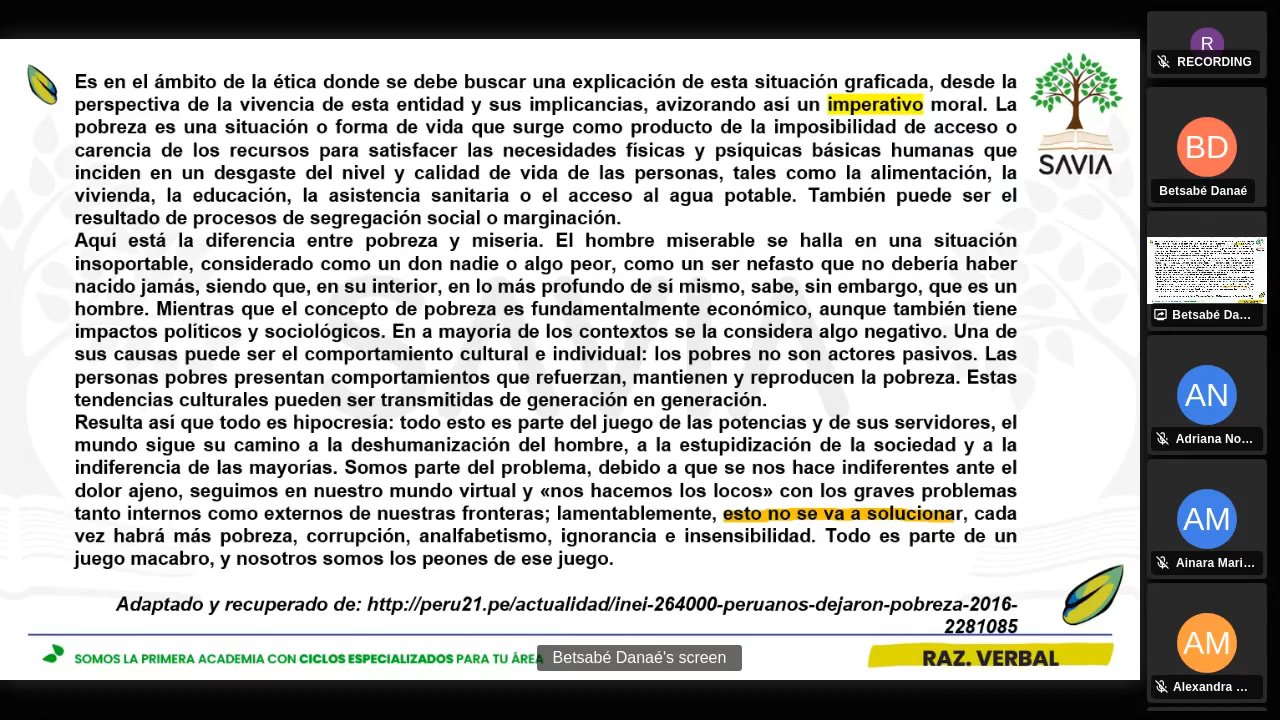 Es en el ámbito de la ética donde se debe buscar una explicación de esta situación graficada, desde la
perspectiva de la vivencia de esta entidad y sus implicancias, avizorando así un imperativo moral. La
pobreza es una situación o forma de vida que surge como producto de la imposibilidad de acceso o
carencia de los recursos para satisfacer las necesidades físicas y psíquicas básicas humanas que
inciden en un desgaste del nivel y calidad de vida de las personas, tales como la alimentación, la
vivienda, la educación, la asistencia sanitaria o el acceso al agua potable. También puede ser el
resultado de procesos de segregación social o marginación.
Aquí está la diferencia entre pobreza y miseria. El hombre miserable se halla en una situación
insoportable, considerado como un don nadie o algo peor, como un ser nefasto que no debería haber
nacido jamás, siendo que, en su interior, en lo más profundo de sí mismo, sabe, sin embargo, que es un
hombre. Mientras que el concepto de pobreza es fundamentalmente económico, aunque también tiene
impactos políticos y sociológicos. En a mayoría de los contextos se la considera algo negativo. Una de
sus causas puede ser el comportamiento cultural e individual: los pobres no son actores pasivos. Las
personas pobres presentan comportamientos que refuerzan, mantienen y reproducen la pobreza. Estas
tendencias culturales pueden ser transmitidas de generación en generación.
Resulta así que todo es hipocresía: todo esto es parte del juego de las potencias y de sus servidores, el
mundo sigue su camino a la deshumanización del hombre, a la estupidización de la sociedad y a la
indiferencia de las mayorías. Somos parte del problema, debido a que se nos hace indiferentes ante el
dolor ajeno, seguimos en nuestro mundo virtual y «nos hacemos los locos» con los graves problemas
tanto internos como externos de nuestras fronteras; lamentablemente, esto no se va a solucionar, cada
vez habrá más pobreza, corrupción, analfabetismo, ignorancia e insensibilidad. Todo es parte de un
juego macabro, y nosotros somos los peones de ese juego.
Adaptado y recuperado de: http://peru21.pe/actualidad/inei-264000-peruanos-dejaron-pobreza-2016-
2281085
SOMOS LA PRIMERA ACADEMIA CON CICLOS ESPECIALIZADOS PARA TU ÁREA
Betsabé Danaé's screen
RAZ. VERBAL
SAVIA
SAVIA
R
RECORDING
BD
Betsabé Danaé
Betsabé Da...
AN
Adriana No...
AM
Ainara Mari...
AM
Alexandra ...